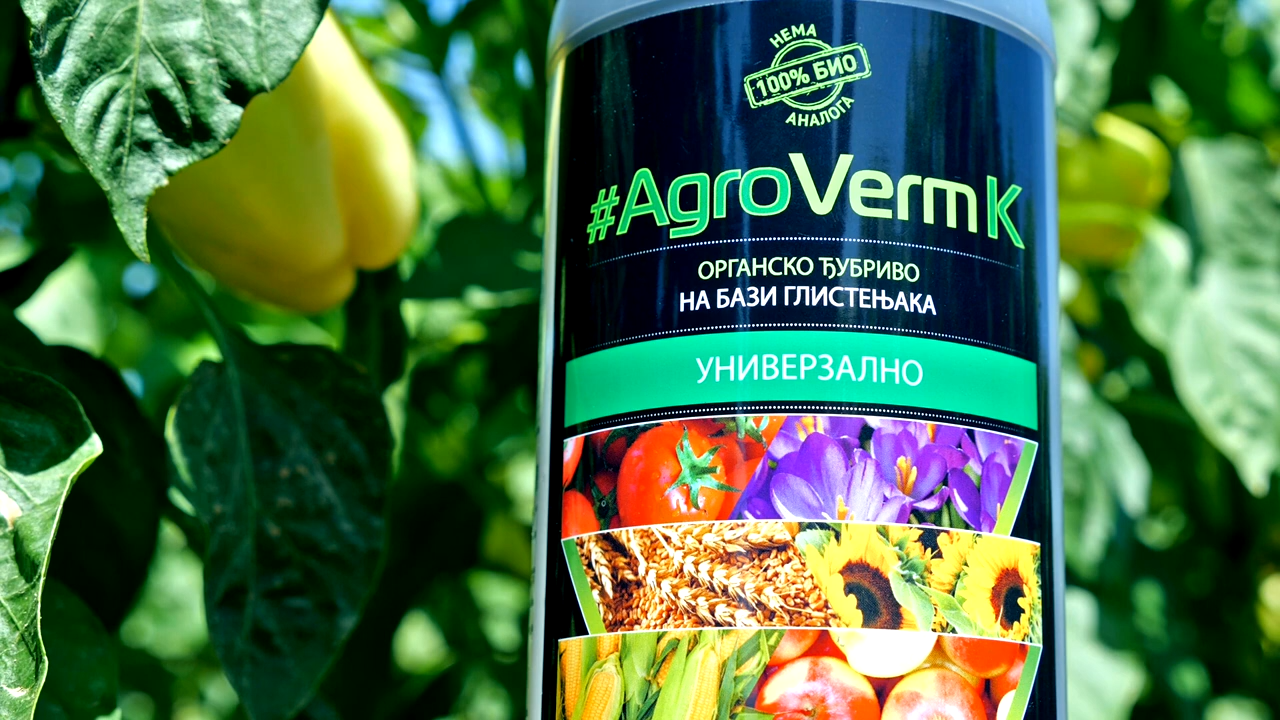 НЕМА
100% БИО
АНАЛОГА
#AgroVermK
ОРГАНСКО ЂУБРИВО
НА БАЗИ ГЛИСТЕЊАКА
УНИВЕРЗАЛНО